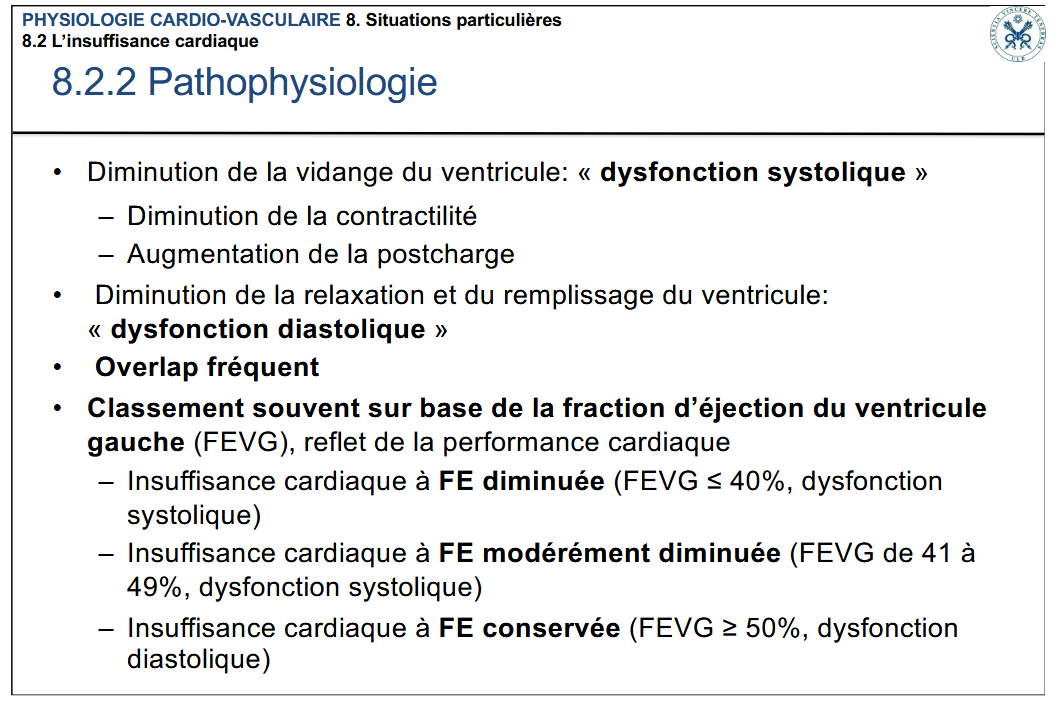 PHYSIOLOGIE CARDIO-VASCULAIRE 8. Situations particulières
8.2 L’insuffisance cardiaque
8.2.2 Pathophysiologie
• Diminution de la vidange du ventricule: « dysfonction systolique »
– Diminution de la contractilité
– Augmentation de la postcharge
• Diminution de la relaxation et du remplissage du ventricule:
« dysfonction diastolique »
• Overlap fréquent
• Classement souvent sur base de la fraction d’éjection du ventricule
gauche (FEVG), reflet de la performance cardiaque
– Insuffisance cardiaque à FE diminuée (FEVG ≤ 40%, dysfonction
systolique)
– Insuffisance cardiaque à FE modérément diminuée (FEVG de 41 à
49%, dysfonction systolique)
– Insuffisance cardiaque à FE conservée (FEVG ≥ 50%, dysfonction
diastolique)
SCIENTIA VINCERE TENEBRAS
ULB